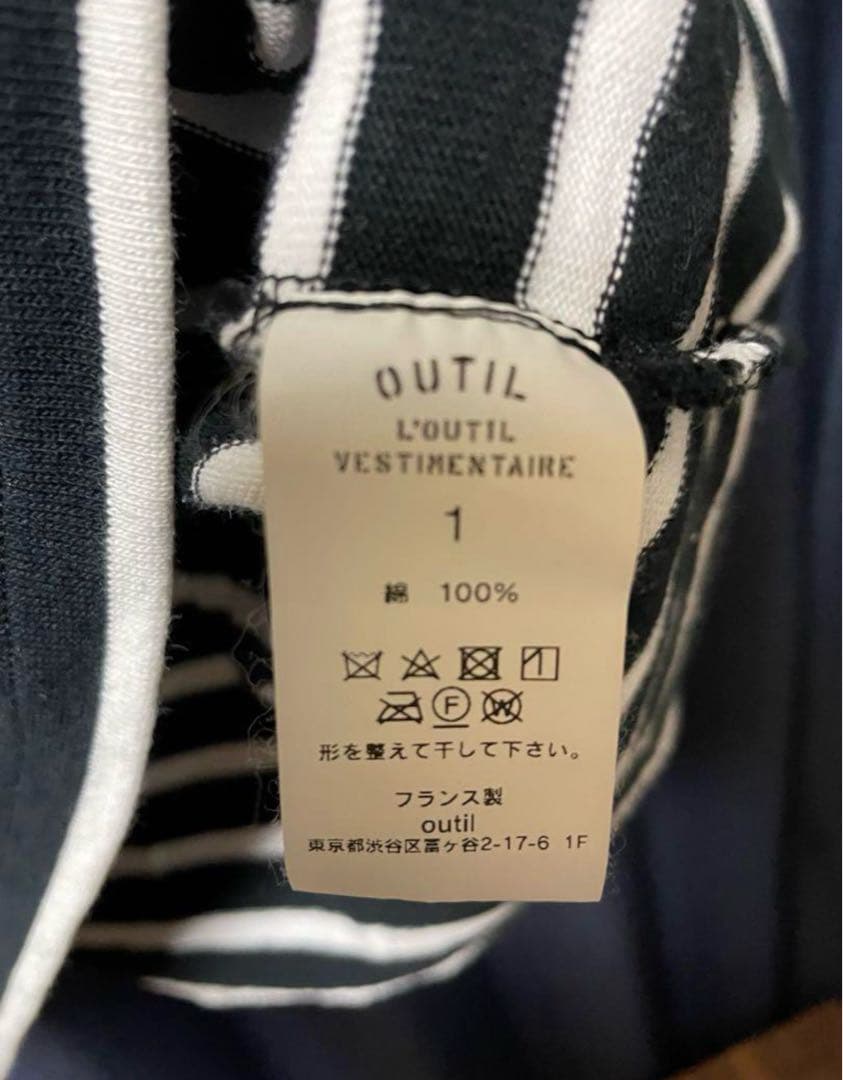 OUTIL
L'OUTIL
VESTIMENTAIRE
1
綿 100%
F W
形を整えて干して下さい。
フランス製
outil
東京都渋谷区冨ヶ谷2-17-6 1F